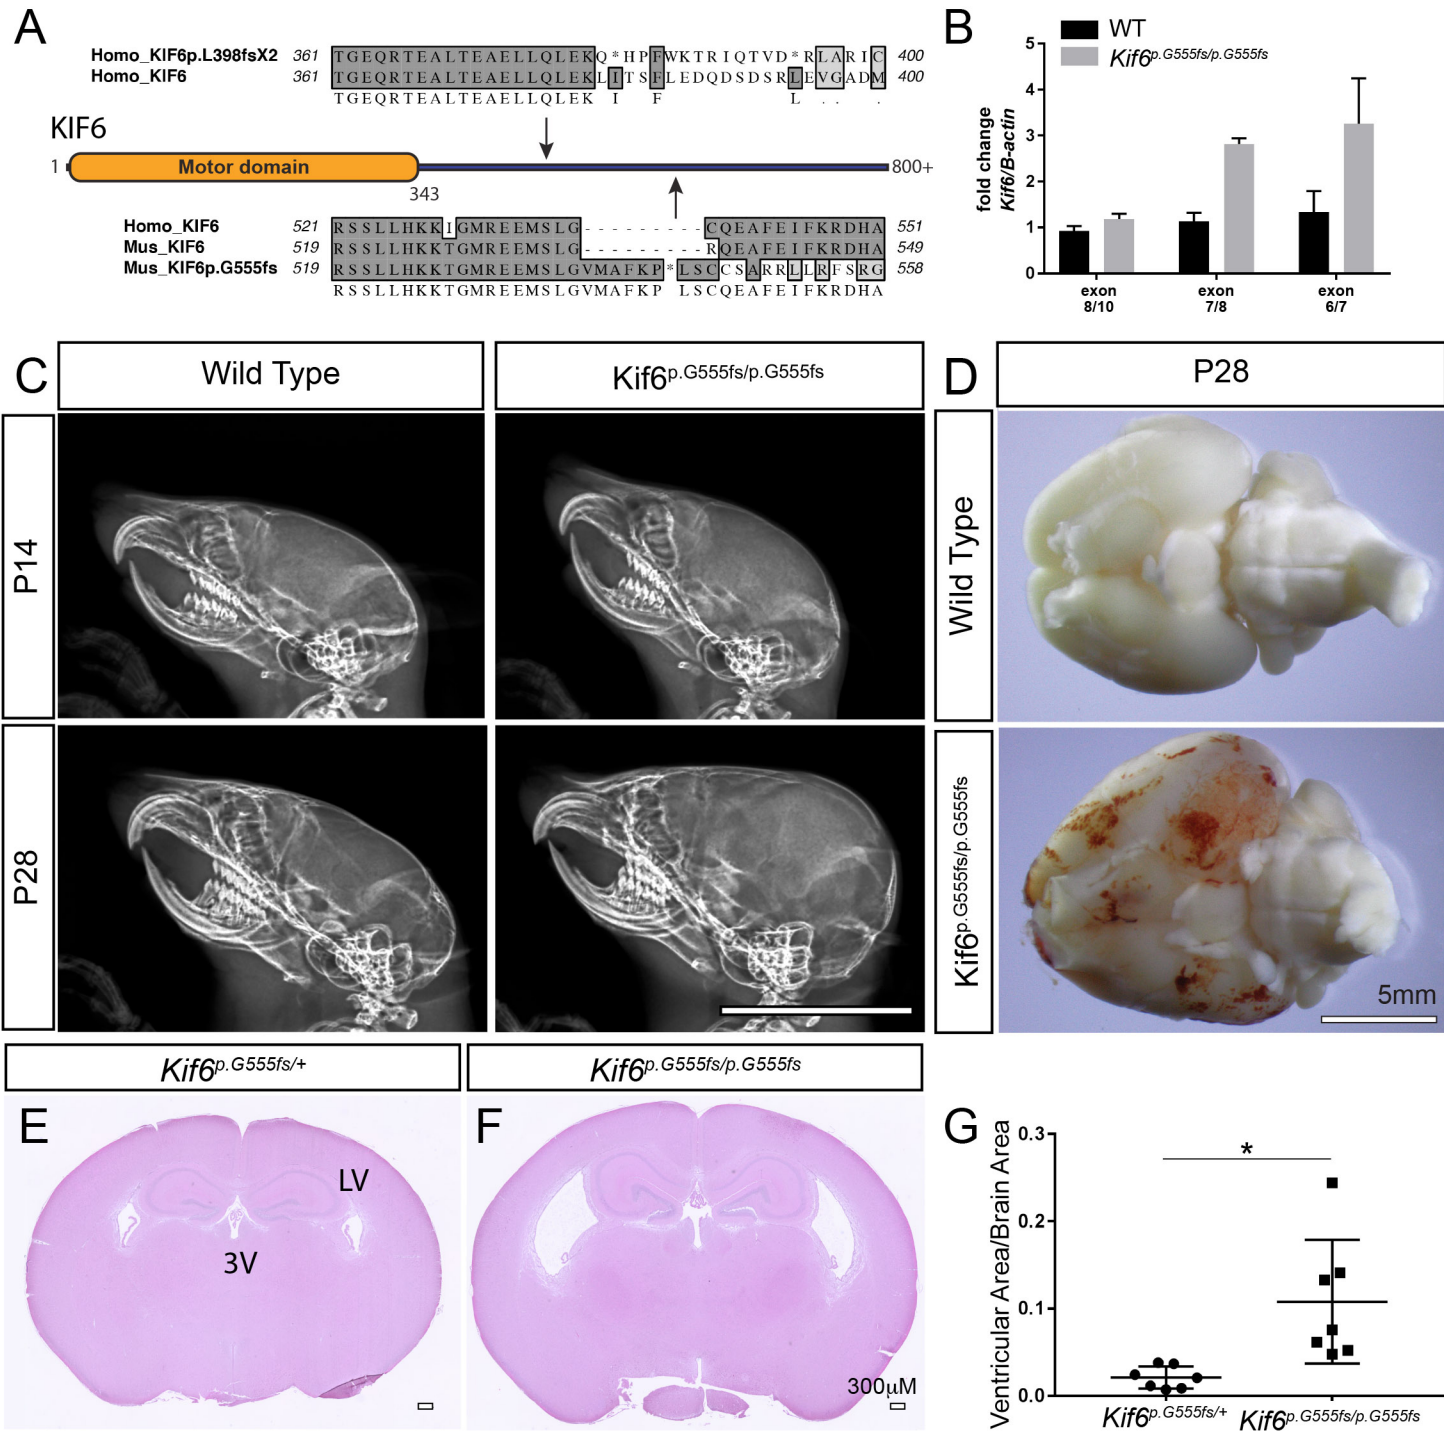 A
Homo_KIF6p.L398fsX2 361 TGEQRTEALTEAELLQLEKQ*HPFWKTRIQTVD*RLARIC 400
Homo_KIF6 361 TGEQRTEALTEAELLQLEKLITSFLEDQDSDSRLEVGADM 400
TGEQRTEALTEAELLQLEK I F L . . .
KIF6
1 Motor domain 800+
343
Homo_KIF6 521 RSSLLHKKIGMREEMSLG---------CQEAFEIFKRDHA 551
Mus_KIF6 519 RSSLLHKKTGMREEMSLG---------RQEAFEIFKRDHA 549
Mus_KIF6p.G555fs 519 RSSLLHKKTGMREEMSLGVMAFKP*LSCCSARRLLRFSRG 558
RSSLLHKKTGMREEMSLGVMAFKP LSCQEAFEIFKRDHA
B
WT
Kif6p.G555fs/p.G555fs
fold change
Kif6/B-actin
5
4
3
2
1
0
exon 8/10
exon 7/8
exon 6/7
C
Wild Type
Kif6p.G555fs/p.G555fs
P14
P28
D
P28
Wild Type
Kif6p.G555fs/p.G555fs
5mm
Kif6p.G555fs/+
Kif6p.G555fs/p.G555fs
E
LV
3V
F
300µM
G
Ventricular Area/Brain Area
0.3
0.2
0.1
0.0
*
Kif6p.G555fs/+
Kif6p.G555fs/p.G555fs